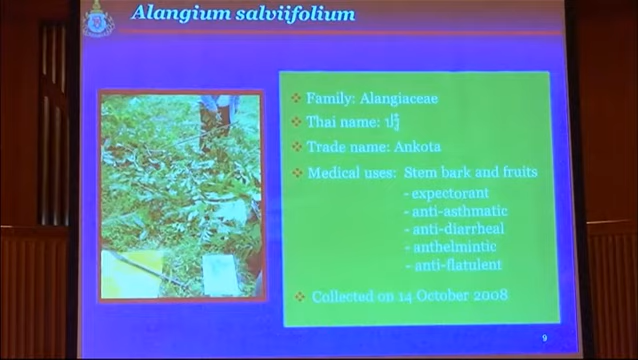 Alangium salviifolium
❖ Family: Alangiaceae
❖ Thai name: ปรู๋
❖ Trade name: Ankota
❖ Medical uses: Stem bark and fruits
- expectorant
- anti-asthmatic
- anti-diarrheal
- anthelmintic
- anti-flatulent
❖ Collected on 14 October 2008
9